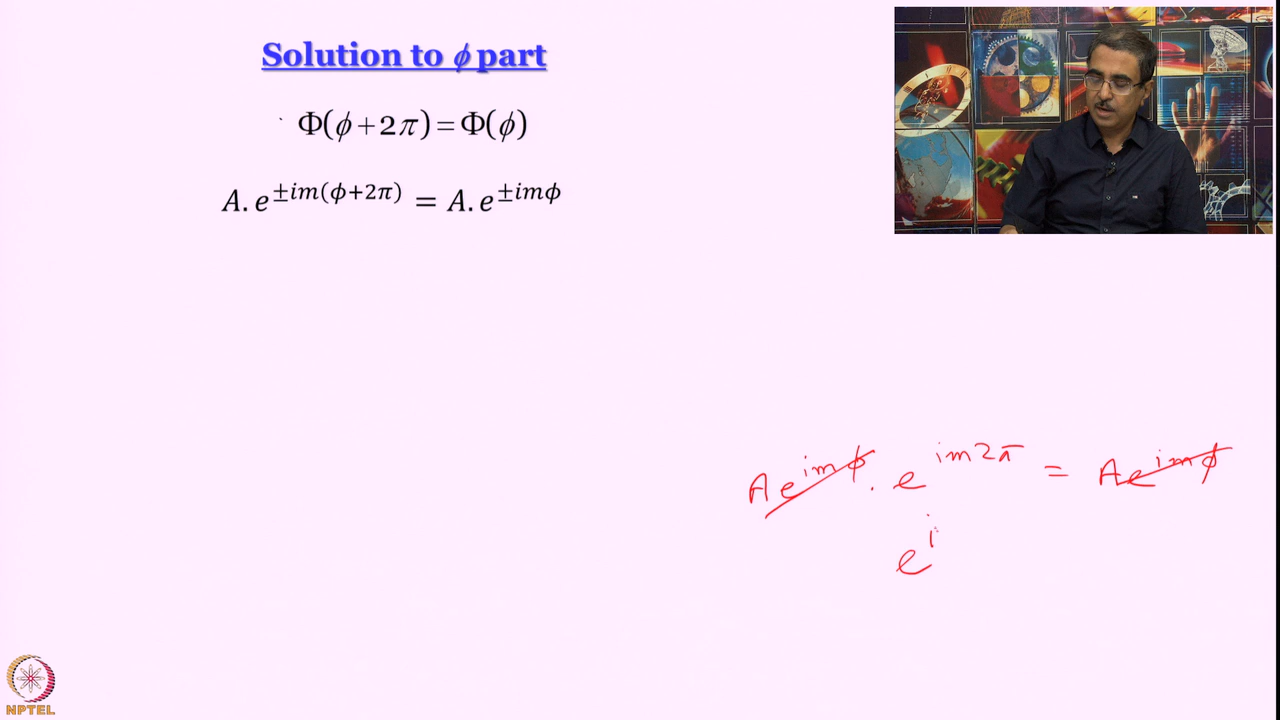 Solution to ϕ part
Φ(ϕ+2π)=Φ(ϕ)
A. e^{±im(ϕ+2π)} = A. e^{±imϕ}
Ae^{imϕ} . e^{im2π} = Ae^{imϕ}
e^{i
NPTEL